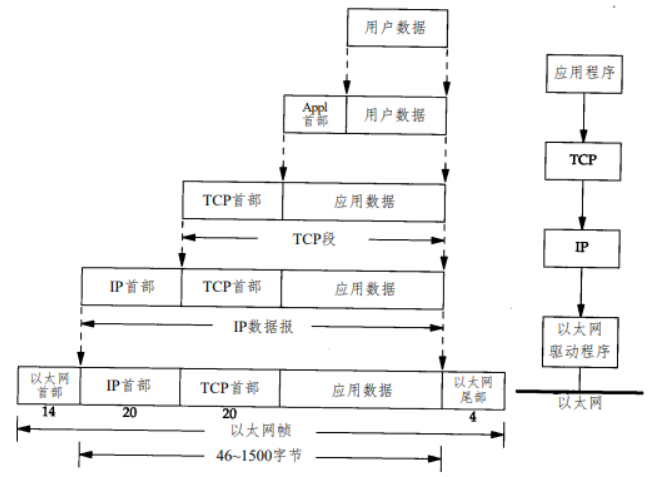 用户数据
Appl
首部
用户数据
TCP首部
应用数据
TCP段
IP首部
TCP首部
应用数据
IP数据报
以太网
首部
IP首部
TCP首部
应用数据
以太网
尾部
14
20
20
4
以太网帧
46~1500字节
应用程序
TCP
IP
以太网
驱动程序
以太网